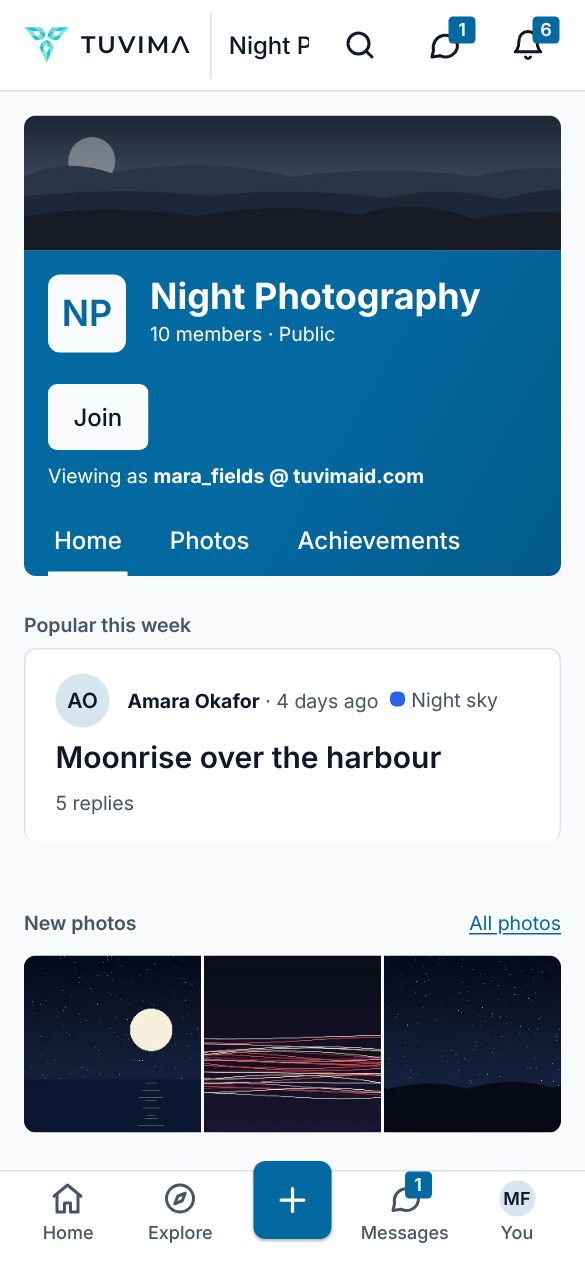 TUVIMA
Night P
1
6
NP
Night Photography
10 members · Public
Join
Viewing as mara_fields @ tuvimaid.com
Home
Photos
Achievements
Popular this week
AO
Amara Okafor · 4 days ago Night sky
Moonrise over the harbour
5 replies
New photos
All photos
Home
Explore
1
Messages
MF
You